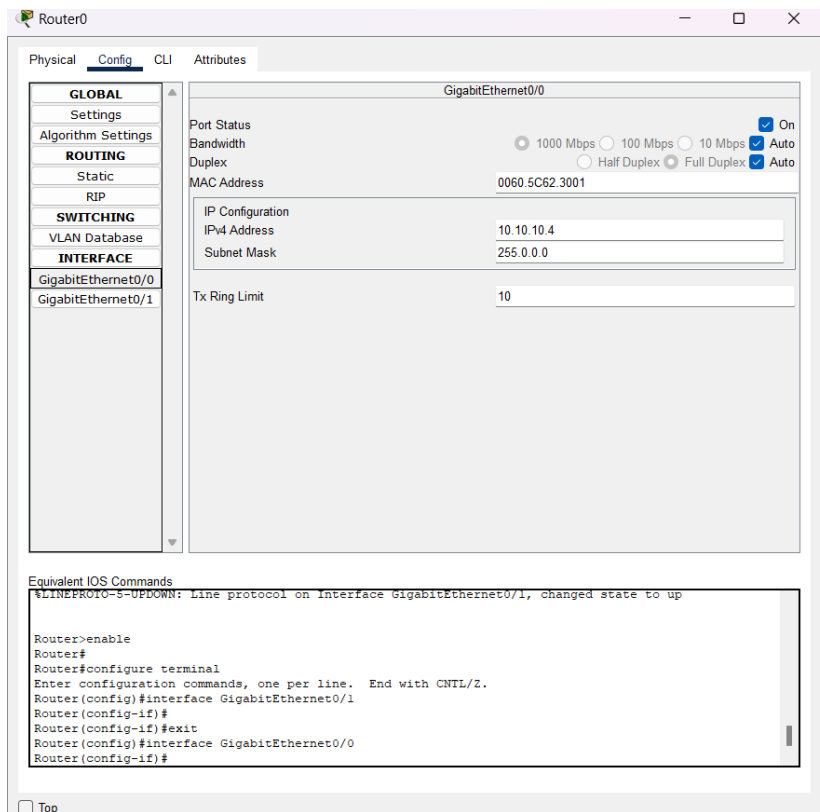 Router0
Physical Config CLI Attributes
GLOBAL
Settings
Algorithm Settings
ROUTING
Static
RIP
SWITCHING
VLAN Database
INTERFACE
GigabitEthernet0/0
GigabitEthernet0/1
GigabitEthernet0/0
Port Status On
Bandwidth 1000 Mbps 100 Mbps 10 Mbps Auto
Duplex Half Duplex Full Duplex Auto
MAC Address 0060.5C62.3001
IP Configuration
IPv4 Address 10.10.10.4
Subnet Mask 255.0.0.0
Tx Ring Limit 10
Equivalent IOS Commands
%LINEPROTO-5-UPDOWN: Line protocol on Interface GigabitEthernet0/1, changed state to up
Router>enable
Router#
Router#configure terminal
Enter configuration commands, one per line. End with CNTL/Z.
Router(config)#interface GigabitEthernet0/1
Router(config-if)#
Router(config-if)#exit
Router(config)#interface GigabitEthernet0/0
Router(config-if)#
Top